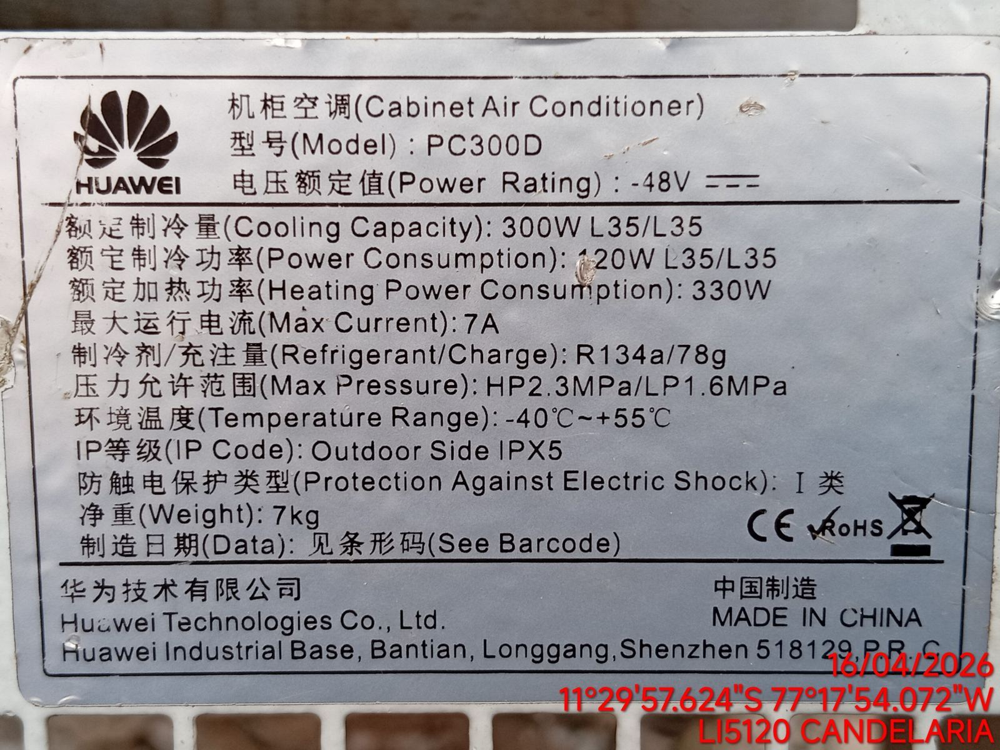 机柜空调(Cabinet Air Conditioner)
型号(Model) : PC300D
电压额定值(Power Rating) : -48V
HUAWEI
额定制冷量(Cooling Capacity): 300W L35/L35
额定制冷功率(Power Consumption): 120W L35/L35
额定加热功率(Heating Power Consumption): 330W
最大运行电流(Max Current): 7A
制冷剂/充注量(Refrigerant/Charge): R134a/78g
压力允许范围(Max Pressure): HP2.3MPa/LP1.6MPa
环境温度(Temperature Range): -40℃~+55℃
IP等级(IP Code): Outdoor Side IPX5
防触电保护类型(Protection Against Electric Shock): I 类
净重(Weight): 7kg
CE RoHS
制造日期(Data): 见条形码(See Barcode)
华为技术有限公司
中国制造
Huawei Technologies Co., Ltd.
MADE IN CHINA
Huawei Industrial Base, Bantian, Longgang, Shenzhen 518129, P.R. C
16/04/2026
11°29'57.624"S 77°17'54.072"W
LI5120 CANDELARIA